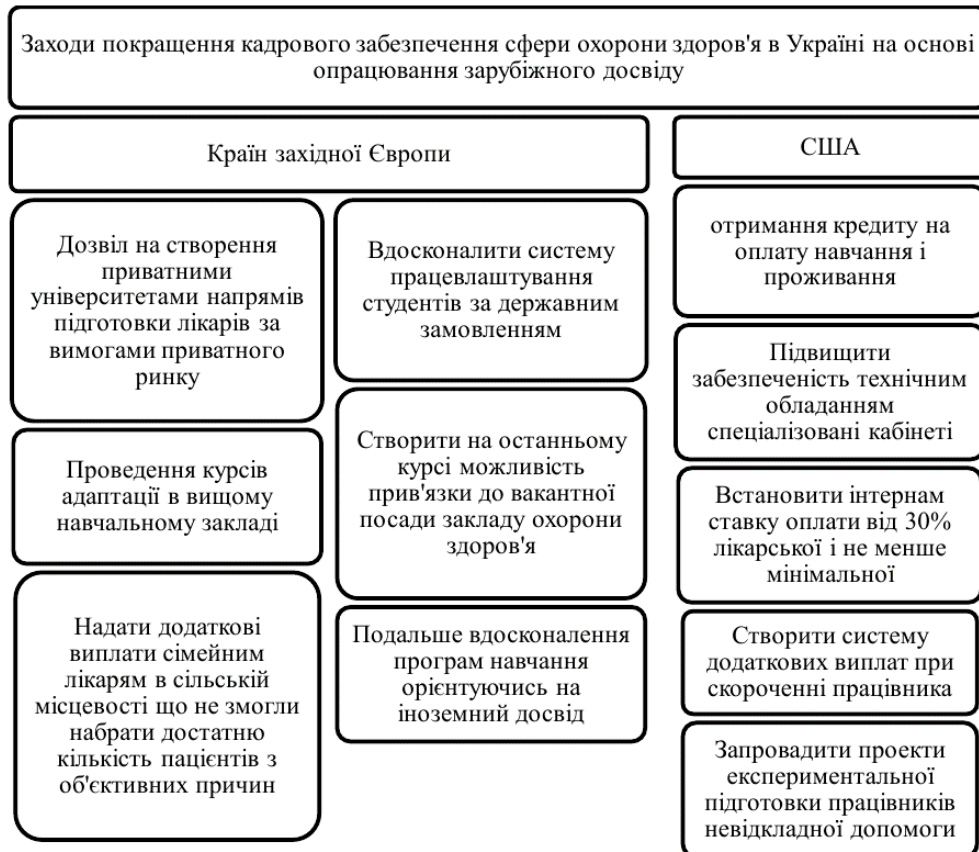 Заходи покращення кадрового забезпечення сфери охорони здоров'я в Україні на основі
опрацювання зарубіжного досвіду
Країн західної Європи
Дозвіл на створення
приватними
університетами напрямів
підготовки лікарів за
вимогами приватного
ринку
Проведення курсів
адаптації в вищому
навчальному закладі
Надати додаткові
виплати сімейним
лікарям в сільській
місцевості що не змогли
набрати достатню
кількість пацієнтів з
об'єктивних причин
Вдосконалити систему
працевлаштування
студентів за державним
замовленням
Створити на останньому
курсі можливість
прив'язки до вакантної
посади закладу охорони
здоров'я
Подальше вдосконалення
програм навчання
орієнтуючись на
іноземний досвід
США
отримання кредиту на
оплату навчання і
проживання
Підвищити
забезпеченість технічним
обладанням
спеціалізовані кабінеті
Встановити інтернам
ставку оплати від 30%
лікарської і не менше
мінімальної
Створити систему
додаткових виплат при
скороченні працівника
Запровадити проекти
експериментальної
підготовки працівників
невідкладної допомоги